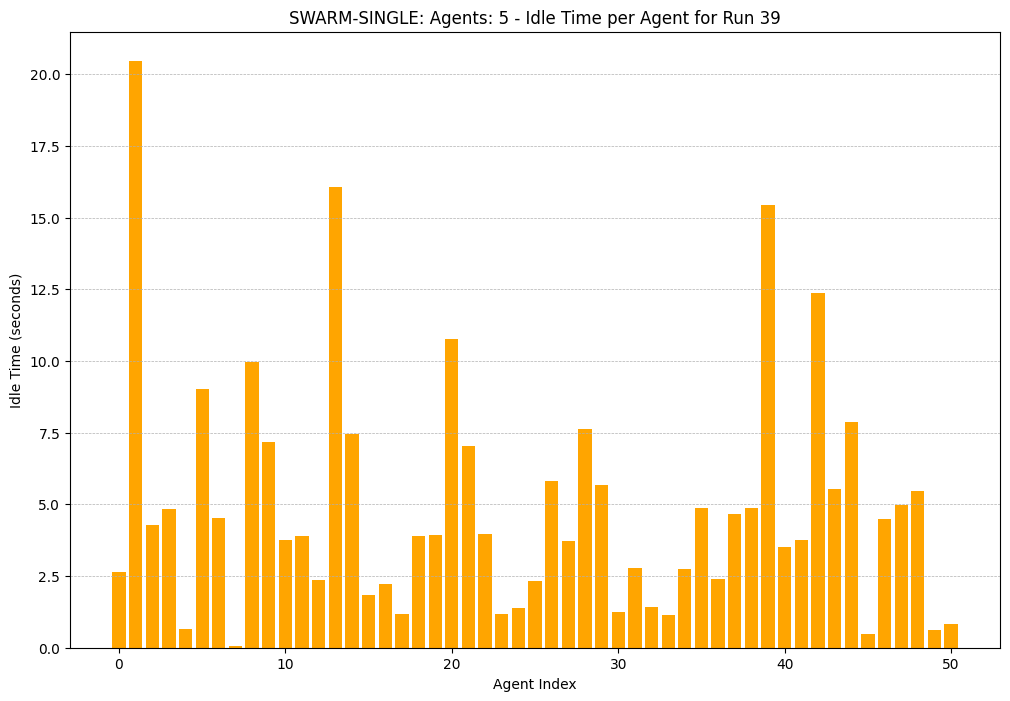 SWARM-SINGLE: Agents: 5 - Idle Time per Agent for Run 39
Idle Time (seconds)
20.0
17.5
15.0
12.5
10.0
7.5
5.0
2.5
0.0
0 10 20 30 40 50
Agent Index